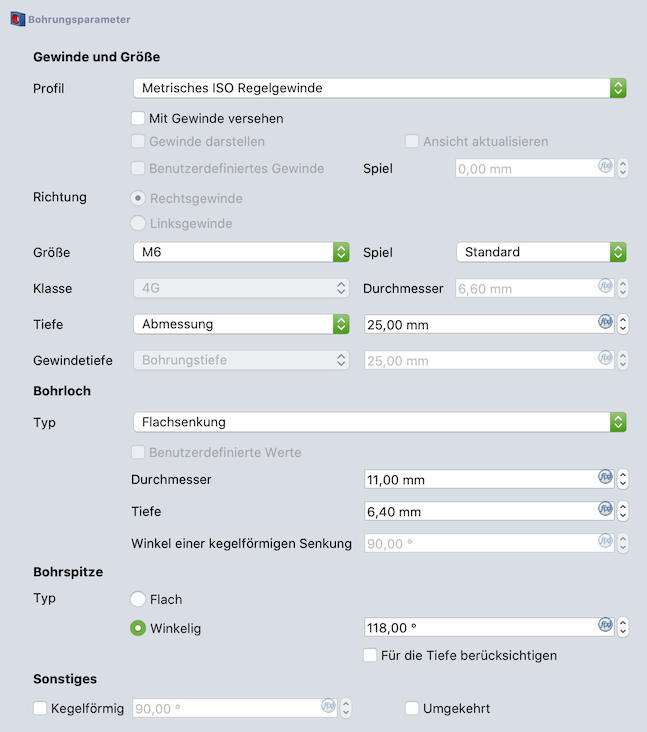 Bohrungsparameter
Gewinde und Größe
Profil Metrisches ISO Regelgewinde
Mit Gewinde versehen
Gewinde darstellen Ansicht aktualisieren
Benutzerdefiniertes Gewinde Spiel 0,00 mm
Richtung Rechtsgewinde
Linksgewinde
Größe M6 Spiel Standard
Klasse 4G Durchmesser 6,60 mm
Tiefe Abmessung 25,00 mm
Gewindetiefe Bohrungstiefe 25,00 mm
Bohrloch
Typ Flachsenkung
Benutzerdefinierte Werte
Durchmesser 11,00 mm
Tiefe 6,40 mm
Winkel einer kegelförmigen Senkung 90,00 °
Bohrspitze
Typ Flach
Winkelig 118,00 °
Für die Tiefe berücksichtigen
Sonstiges
Kegelförmig 90,00 ° Umgekehrt